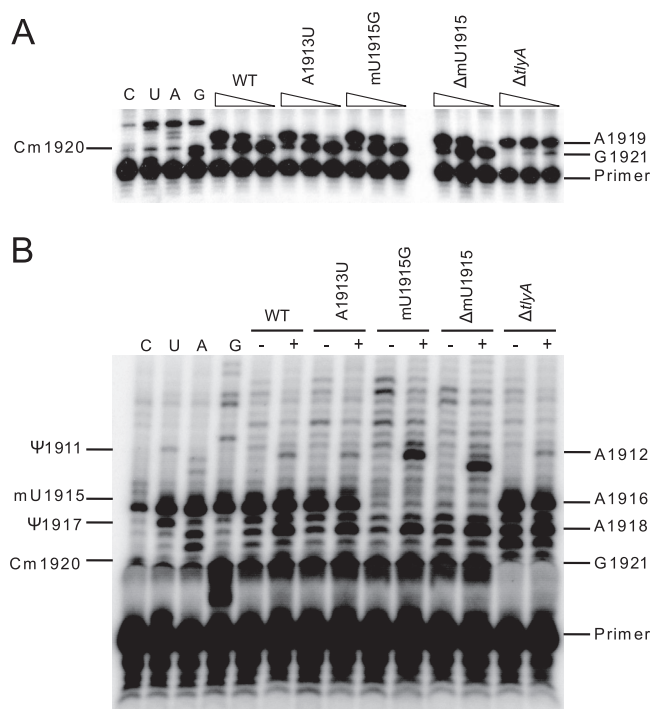 A
C U A G WT A1913U mU1915G ΔmU1915 ΔtlyA
Cm1920
A1919
G1921
Primer
B
WT A1913U mU1915G ΔmU1915 ΔtlyA
C U A G - + - + - + - + - +
Ψ1911
mU1915
Ψ1917
Cm1920
A1912
A1916
A1918
G1921
Primer